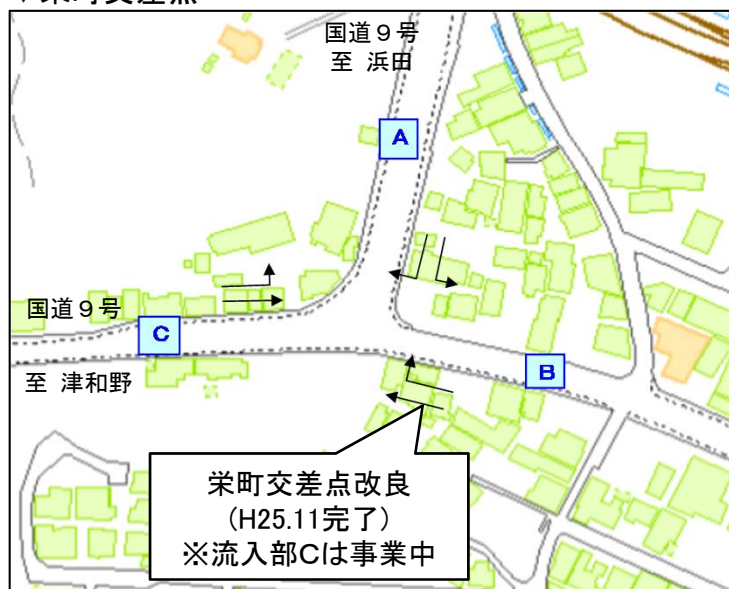 国道９号
至 浜田
A
国道９号
C
至 津和野
B
栄町交差点改良
（H25.11完了）
※流入部Cは事業中